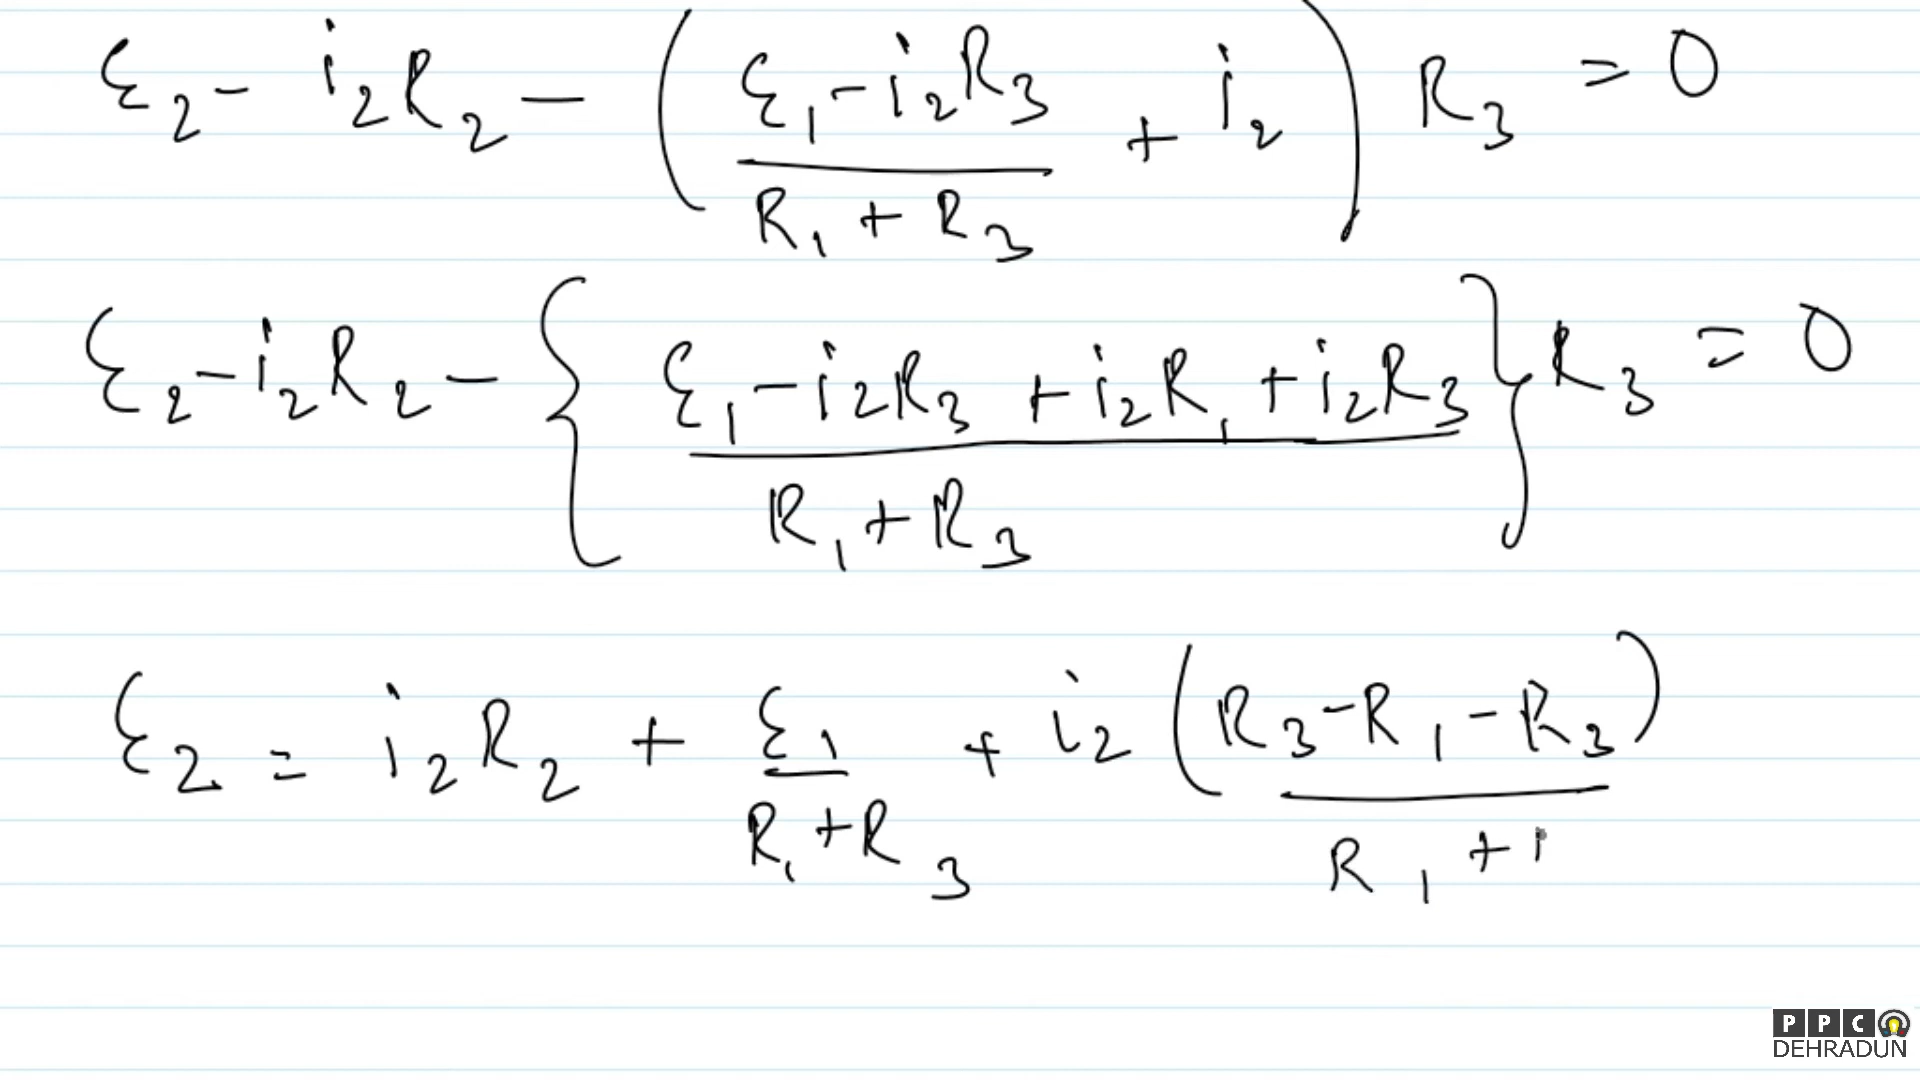 ε₂ - i₂R₂ - ( (ε₁ - i₂R₃)/(R₁ + R₃) + i₂ ) R₃ = 0
ε₂ - i₂R₂ - { (ε₁ - i₂R₃ + i₂R₁ + i₂R₃)/(R₁ + R₃) } R₃ = 0
ε₂ = i₂R₂ + ε₁/(R₁ + R₃) + i₂ (R₃ - R₁ - R₃)/(R₁ +
PPC
DEHRADUN